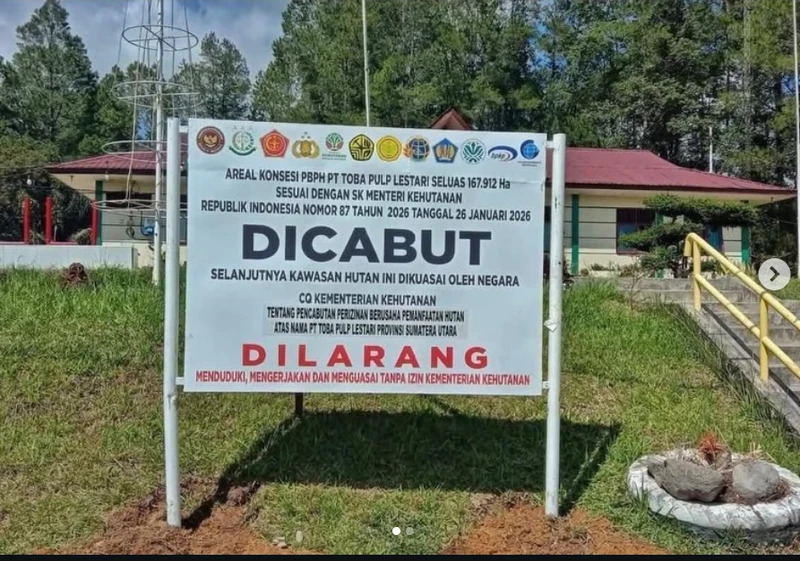 AREAL KONSESI PBPH PT TOBA PULP LESTARI SELUAS 167.912 Ha
SESUAI DENGAN SK MENTERI KEHUTANAN
REPUBLIK INDONESIA NOMOR 87 TAHUN 2026 TANGGAL 26 JANUARI 2026
DICABUT
SELANJUTNYA KAWASAN HUTAN INI DIKUASAI OLEH NEGARA
CQ KEMENTERIAN KEHUTANAN
TENTANG PENCABUTAN PERIZINAN BERUSAHA PEMANFAATAN HUTAN
ATAS NAMA PT TOBA PULP LESTARI PROVINSI SUMATERA UTARA
DILARANG
MENDUDUKI, MENGERJAKAN DAN MENGUASAI TANPA IZIN KEMENTERIAN KEHUTANAN